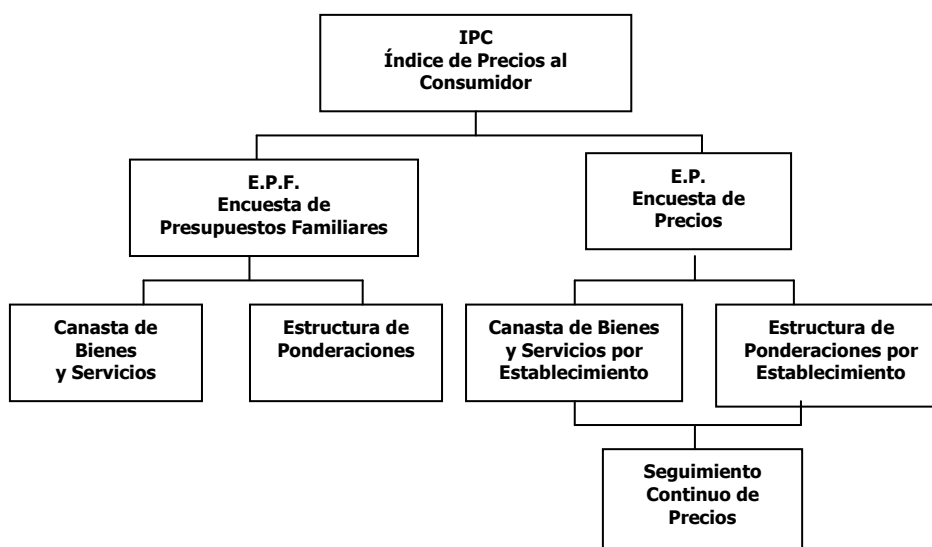 IPC
Índice de Precios al
Consumidor
E.P.F.
Encuesta de
Presupuestos Familiares
E.P.
Encuesta de
Precios
Canasta de
Bienes
y Servicios
Estructura de
Ponderaciones
Canasta de Bienes
y Servicios por
Establecimiento
Estructura de
Ponderaciones por
Establecimiento
Seguimiento
Continuo de
Precios